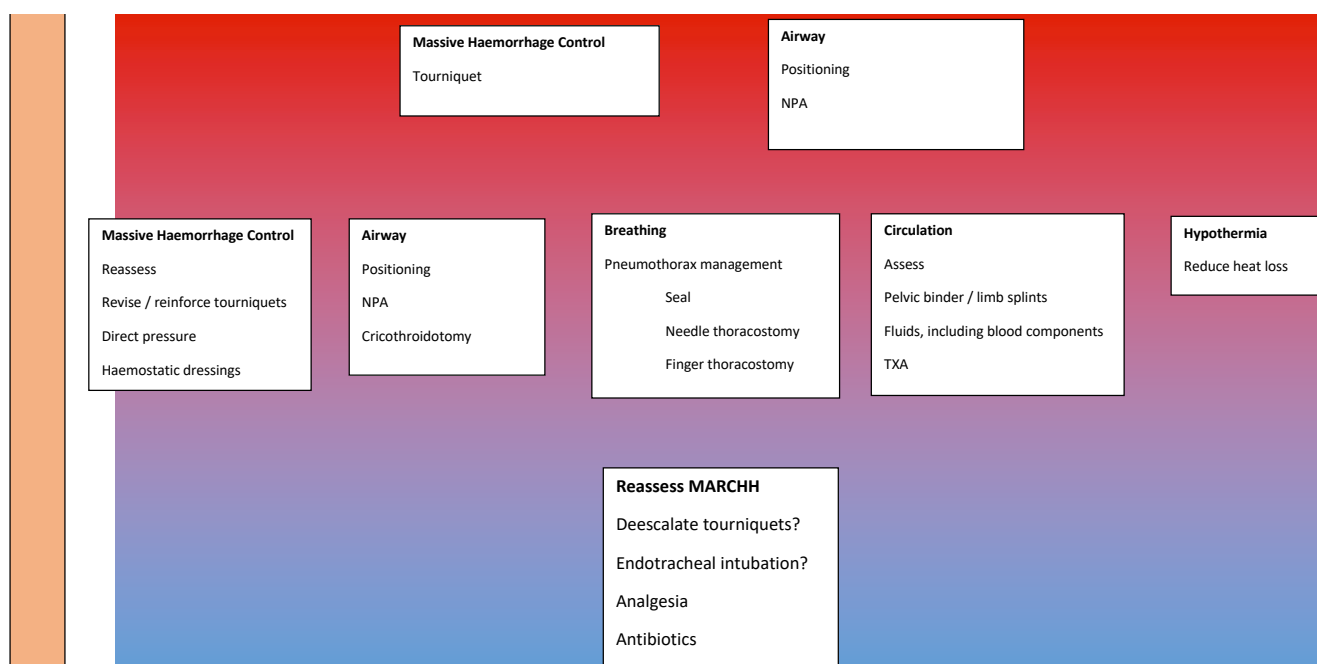 Massive Haemorrhage Control
Tourniquet
Airway
Positioning
NPA
Massive Haemorrhage Control
Reassess
Revise / reinforce tourniquets
Direct pressure
Haemostatic dressings
Airway
Positioning
NPA
Cricothroidotomy
Breathing
Pneumothorax management
Seal
Needle thoracostomy
Finger thoracostomy
Circulation
Assess
Pelvic binder / limb splints
Fluids, including blood components
TXA
Hypothermia
Reduce heat loss
Reassess MARCHH
Deescalate tourniquets?
Endotracheal intubation?
Analgesia
Antibiotics